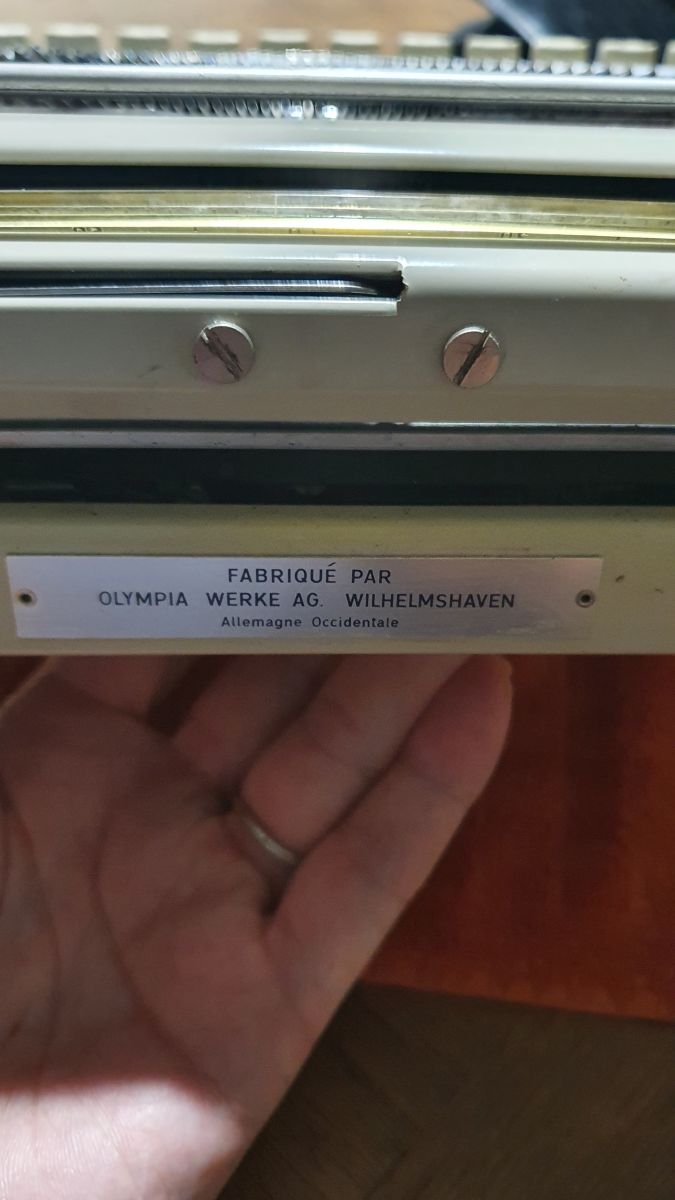 FABRIQUÉ PAR
OLYMPIA WERKE AG. WILHELMSHAVEN
Allemagne Occidentale